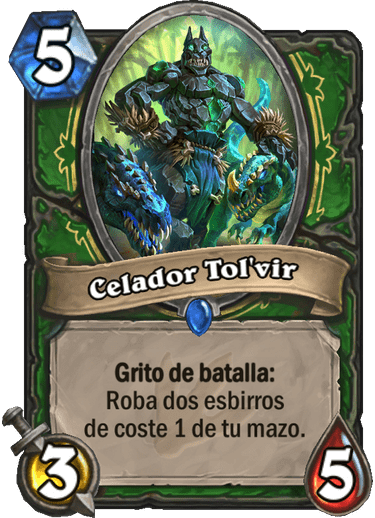 5
Celador Tol'vir
Grito de batalla:
Roba dos esbirros
de coste 1 de tu mazo.
3
5